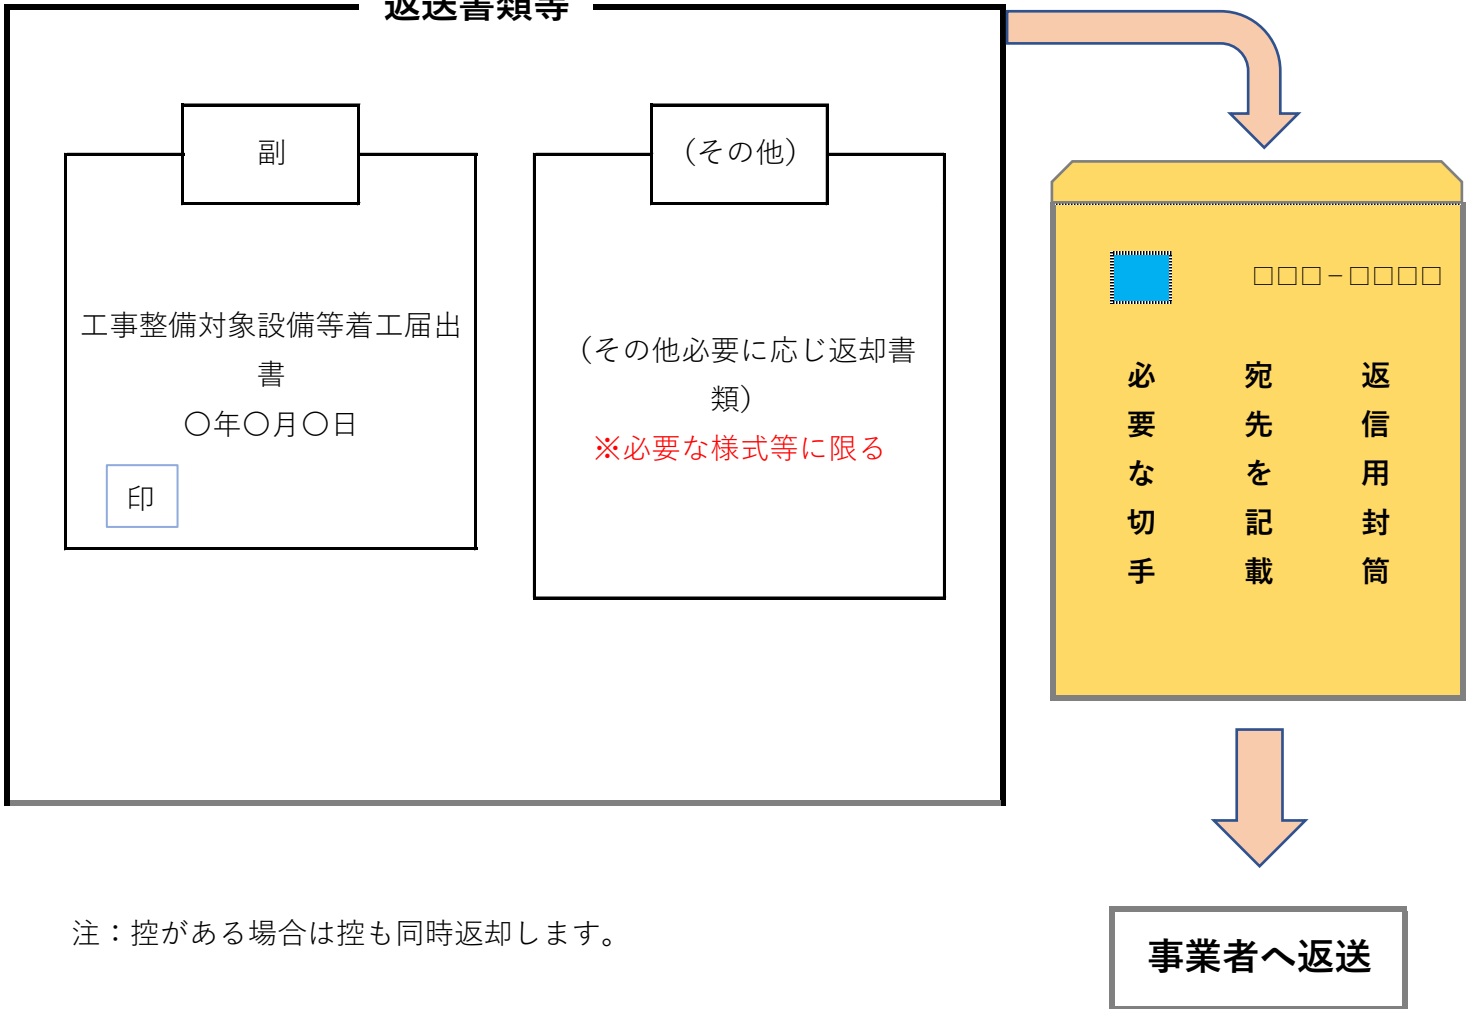 返送書類等
副
工事整備対象設備等着工届出
書
〇年〇月〇日
印
（その他）
（その他必要に応じ返却書
類）
※必要な様式等に限る
□□□－□□□□
返信用封筒
宛先を記載
必要な切手
注：控がある場合は控も同時返却します。
事業者へ返送